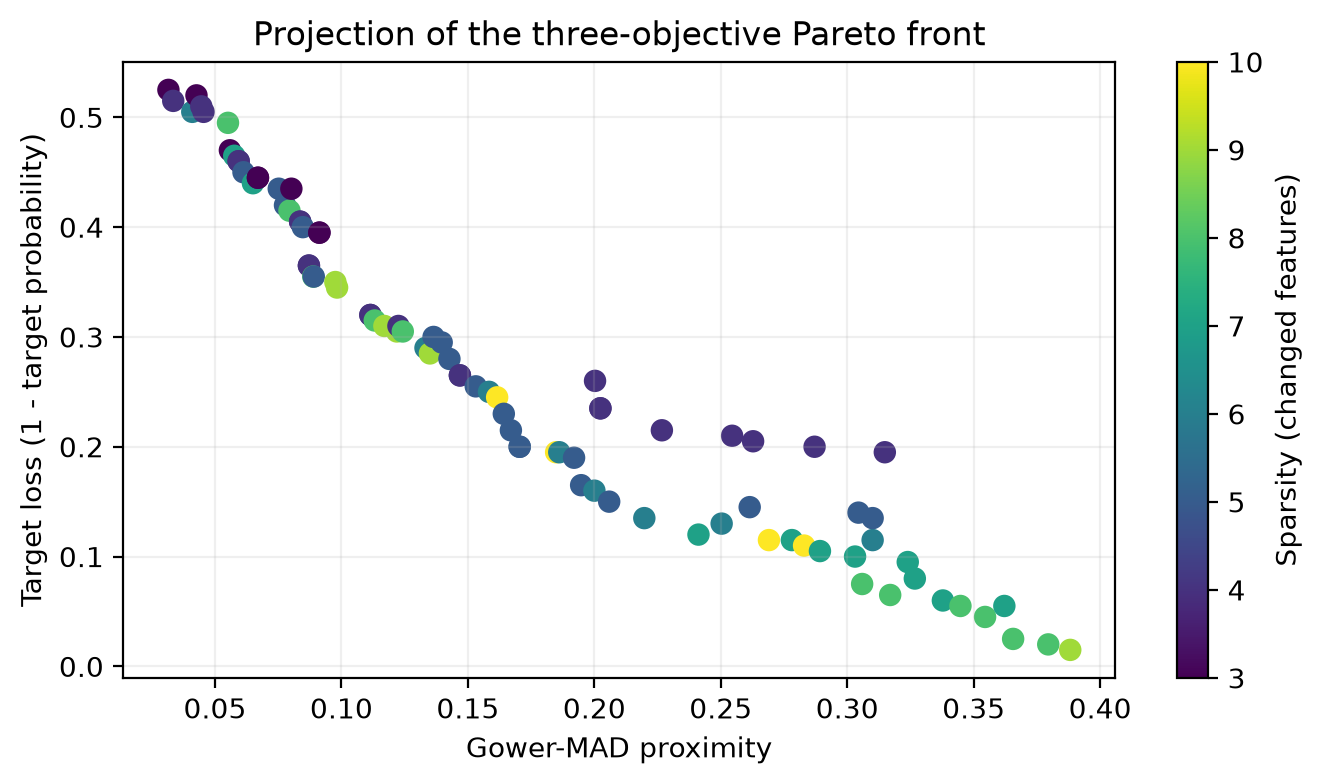 Projection of the three-objective Pareto front
Target loss (1 - target probability)
0.5
0.4
0.3
0.2
0.1
0.0
0.05 0.10 0.15 0.20 0.25 0.30 0.35 0.40
Gower-MAD proximity
10
9
8
7
6
5
4
3
Sparsity (changed features)